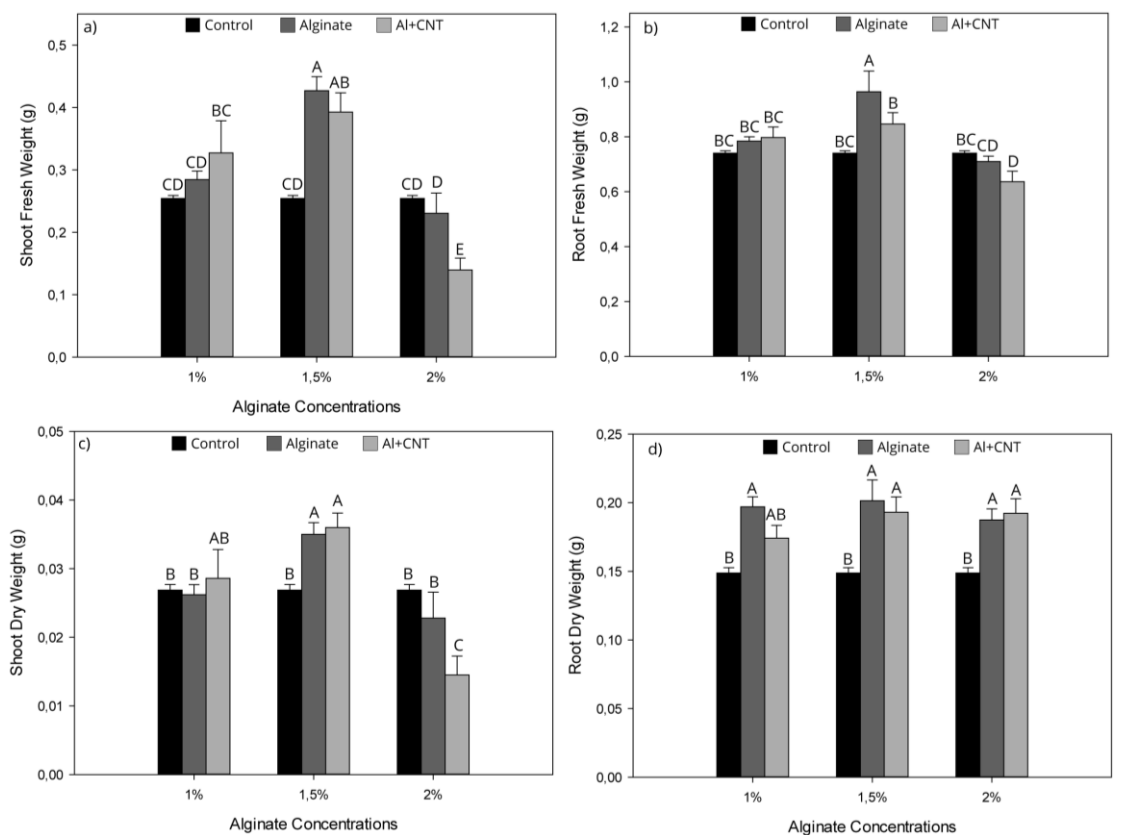 a)
Control Alginate Al+CNT
Shoot Fresh Weight (g)
0,5
0,4
0,3
0,2
0,1
0,0
CD CD BC
CD A AB
CD D E
1% 1,5% 2%
Alginate Concentrations
b)
Control Alginate Al+CNT
Root Fresh Weight (g)
1,2
1,0
0,8
0,6
0,4
0,2
0,0
BC BC BC
BC A B
BC CD D
1% 1,5% 2%
c)
Control Alginate Al+CNT
Shoot Dry Weight (g)
0,05
0,04
0,03
0,02
0,01
0,00
B B AB
B A A
B B C
1% 1,5% 2%
Alginate Concentrations
d)
Control Alginate Al+CNT
Root Dry Weight (g)
0,25
0,20
0,15
0,10
0,05
0,00
B A AB
B A A
B A A
1% 1,5% 2%
Alginate Concentrations